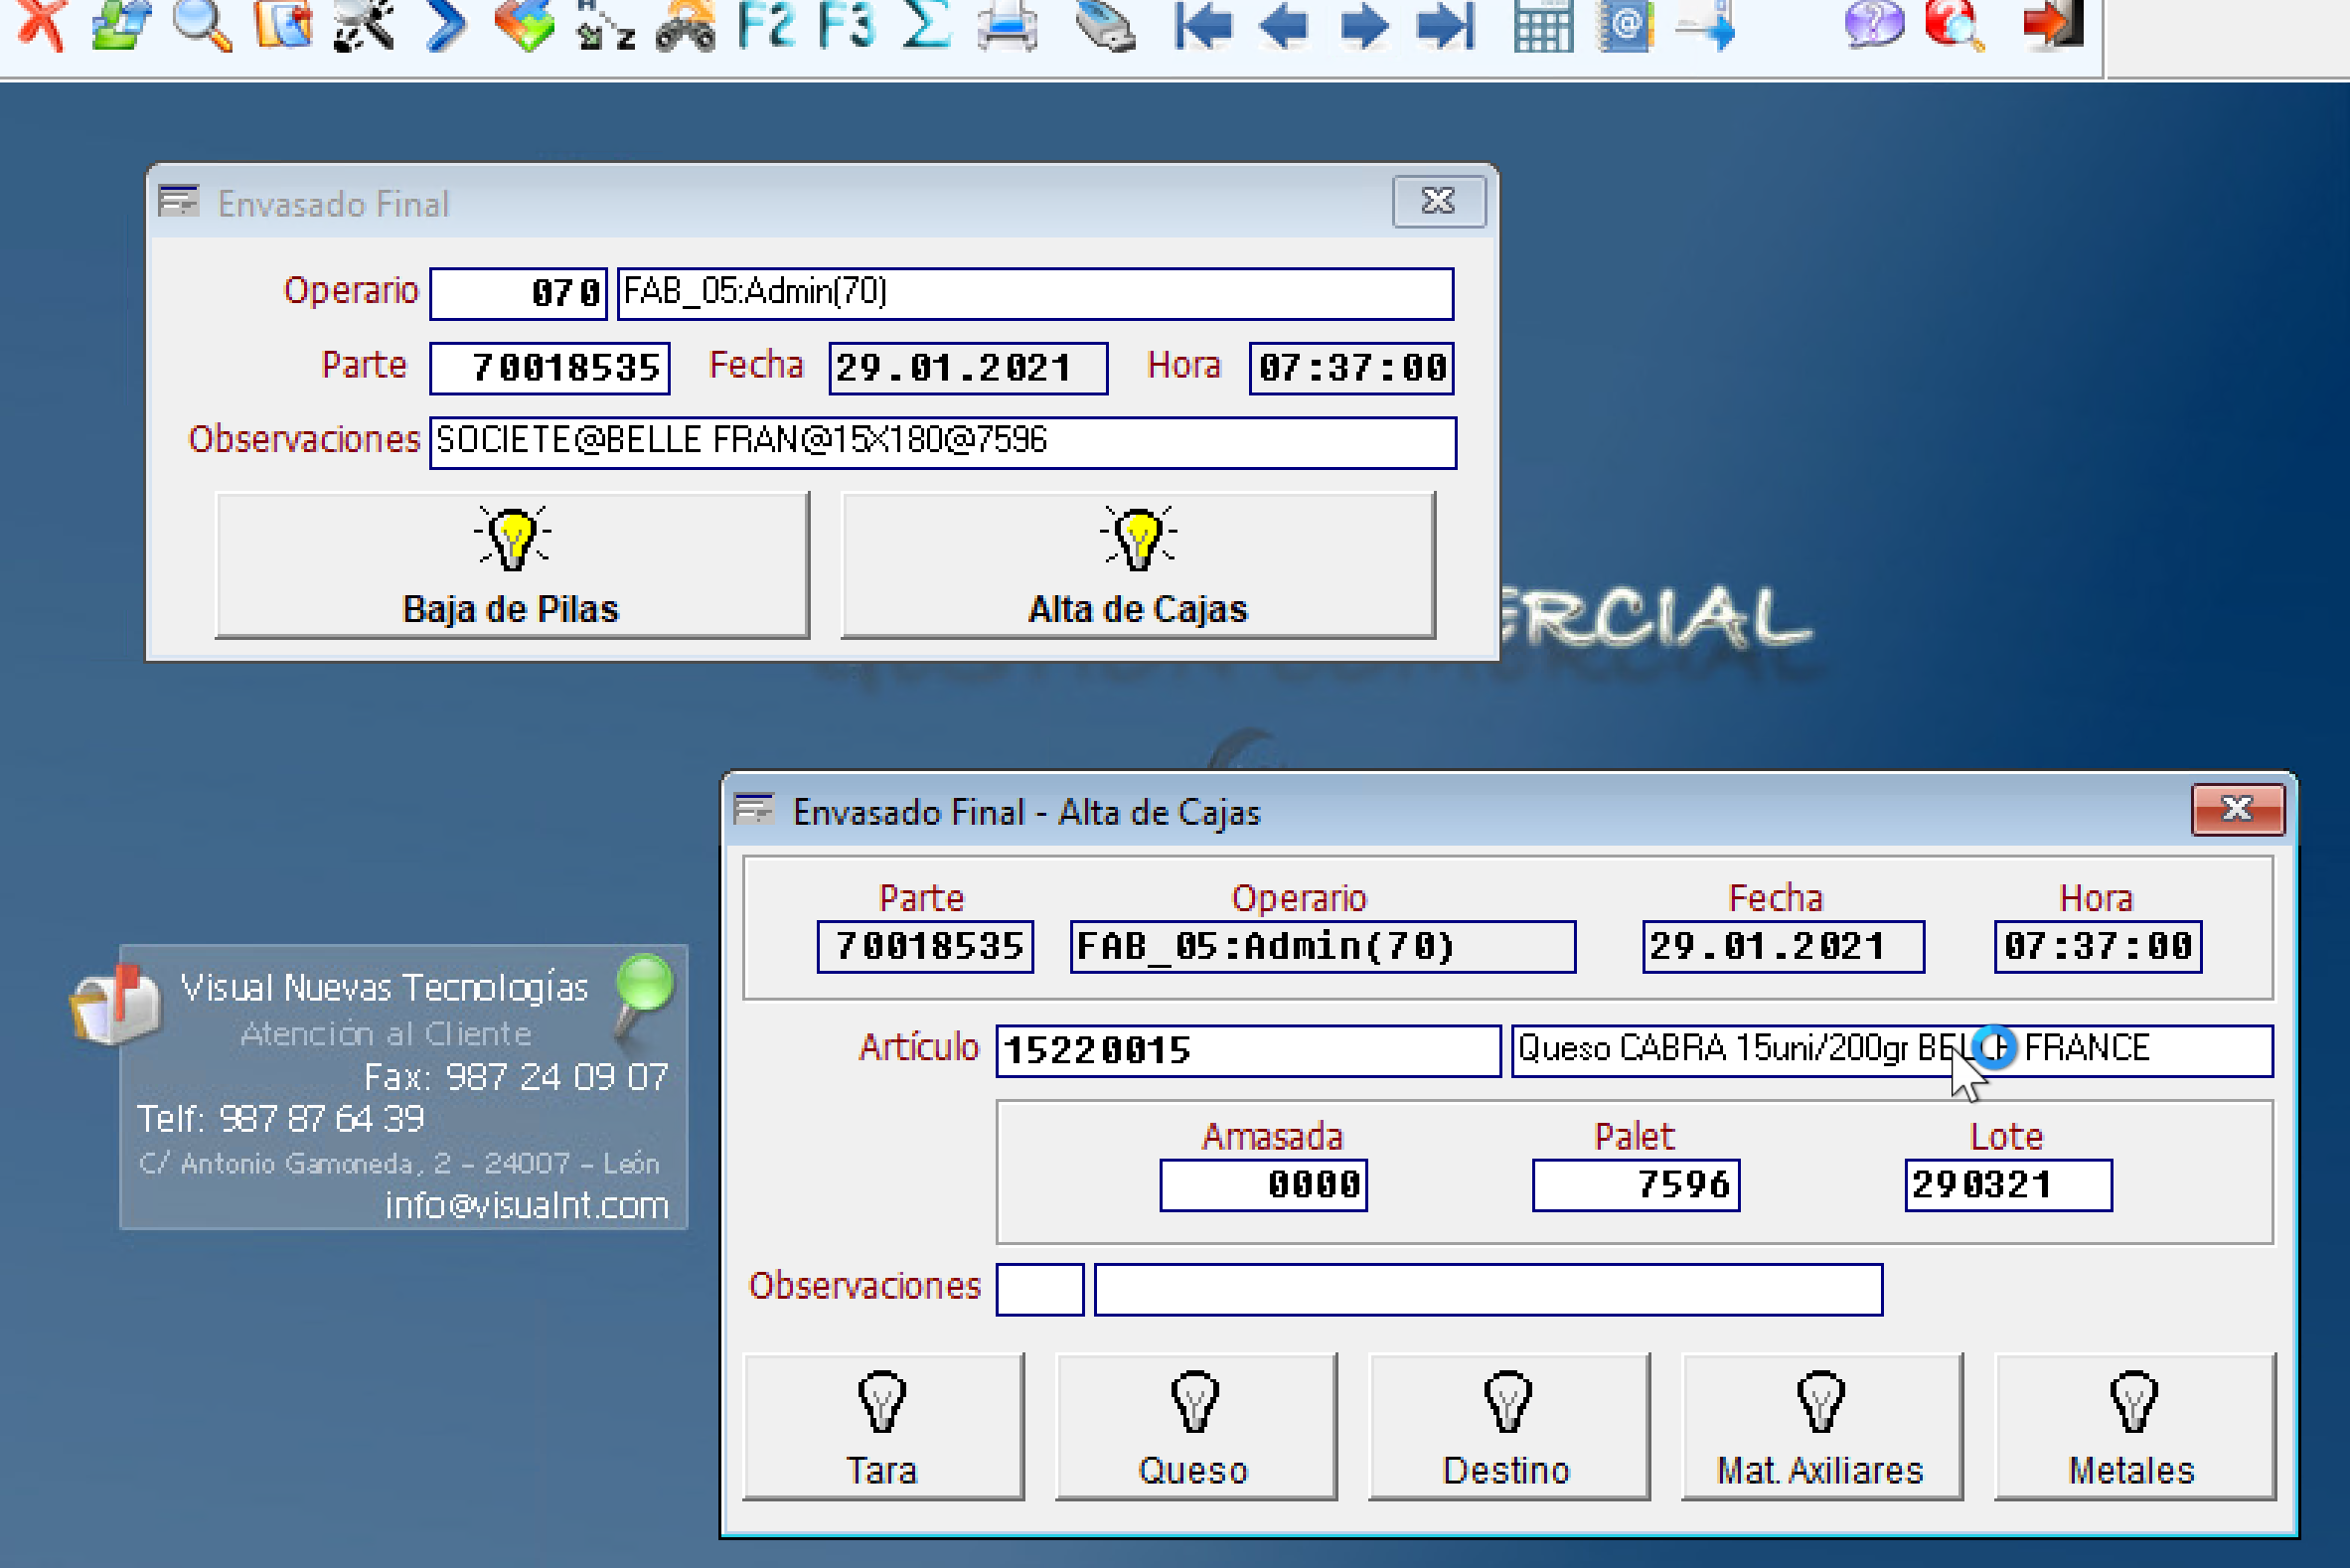 F2 F3 Σ
Envasado Final
Operario 070 FAB_05:Admin(70)
Parte 70018535 Fecha 29.01.2021 Hora 07:37:00
Observaciones SOCIETE@BELLE FRAN@15X180@7596
Baja de Pilas Alta de Cajas
ERCIAL
Envasado Final - Alta de Cajas
Parte Operario Fecha Hora
70018535 FAB_05:Admin(70) 29.01.2021 07:37:00
Artículo 15220015 Queso CABRA 15uni/200gr BELLE FRANCE
Amasada Palet Lote
0000 7596 290321
Observaciones
Tara Queso Destino Mat. Axiliares Metales
Visual Nuevas Tecnologías
Atención al Cliente
Fax: 987 24 09 07
Telf: 987 87 64 39
C/ Antonio Gamoneda, 2 - 24007 - León
info@visualnt.com